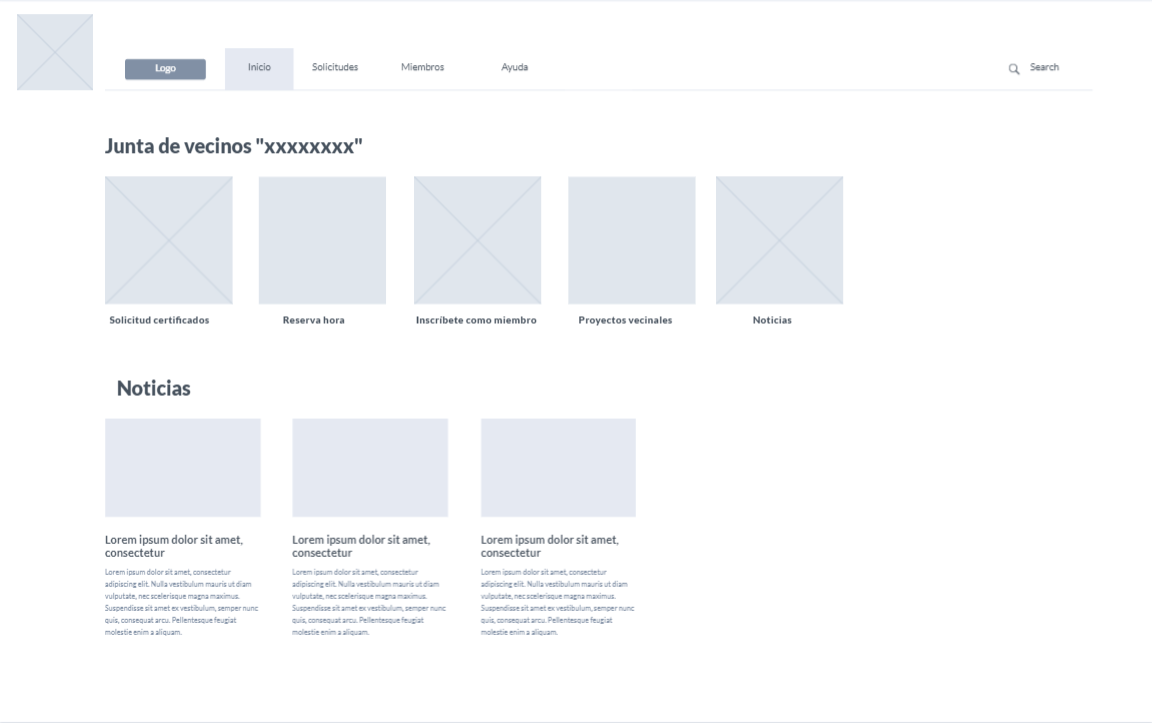 Logo
Inicio
Solicitudes
Miembros
Ayuda
Search
Junta de vecinos "xxxxxxxx"
Solicitud certificados
Reserva hora
Inscríbete como miembro
Proyectos vecinales
Noticias
Noticias
Lorem ipsum dolor sit amet,
consectetur
Lorem ipsum dolor sit amet, consectetur
adipiscing elit. Nulla vestibulum mauris ut diam
vulputate, nec scelerisque magna maximus.
Suspendisse sit amet ex vestibulum, semper nunc
quis, consequat arcu. Pellentesque feugiat
molestie enim a aliquam.
Lorem ipsum dolor sit amet,
consectetur
Lorem ipsum dolor sit amet, consectetur
adipiscing elit. Nulla vestibulum mauris ut diam
vulputate, nec scelerisque magna maximus.
Suspendisse sit amet ex vestibulum, semper nunc
quis, consequat arcu. Pellentesque feugiat
molestie enim a aliquam.
Lorem ipsum dolor sit amet,
consectetur
Lorem ipsum dolor sit amet, consectetur
adipiscing elit. Nulla vestibulum mauris ut diam
vulputate, nec scelerisque magna maximus.
Suspendisse sit amet ex vestibulum, semper nunc
quis, consequat arcu. Pellentesque feugiat
molestie enim a aliquam.